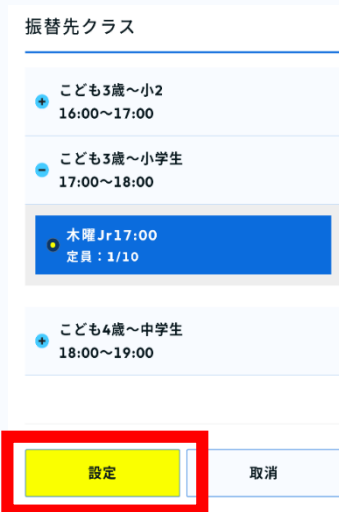 振替先クラス
こども3歳～小2
16:00～17:00
こども3歳～小学生
17:00～18:00
木曜Jr17:00
定員：1/10
こども4歳～中学生
18:00～19:00
設定
取消